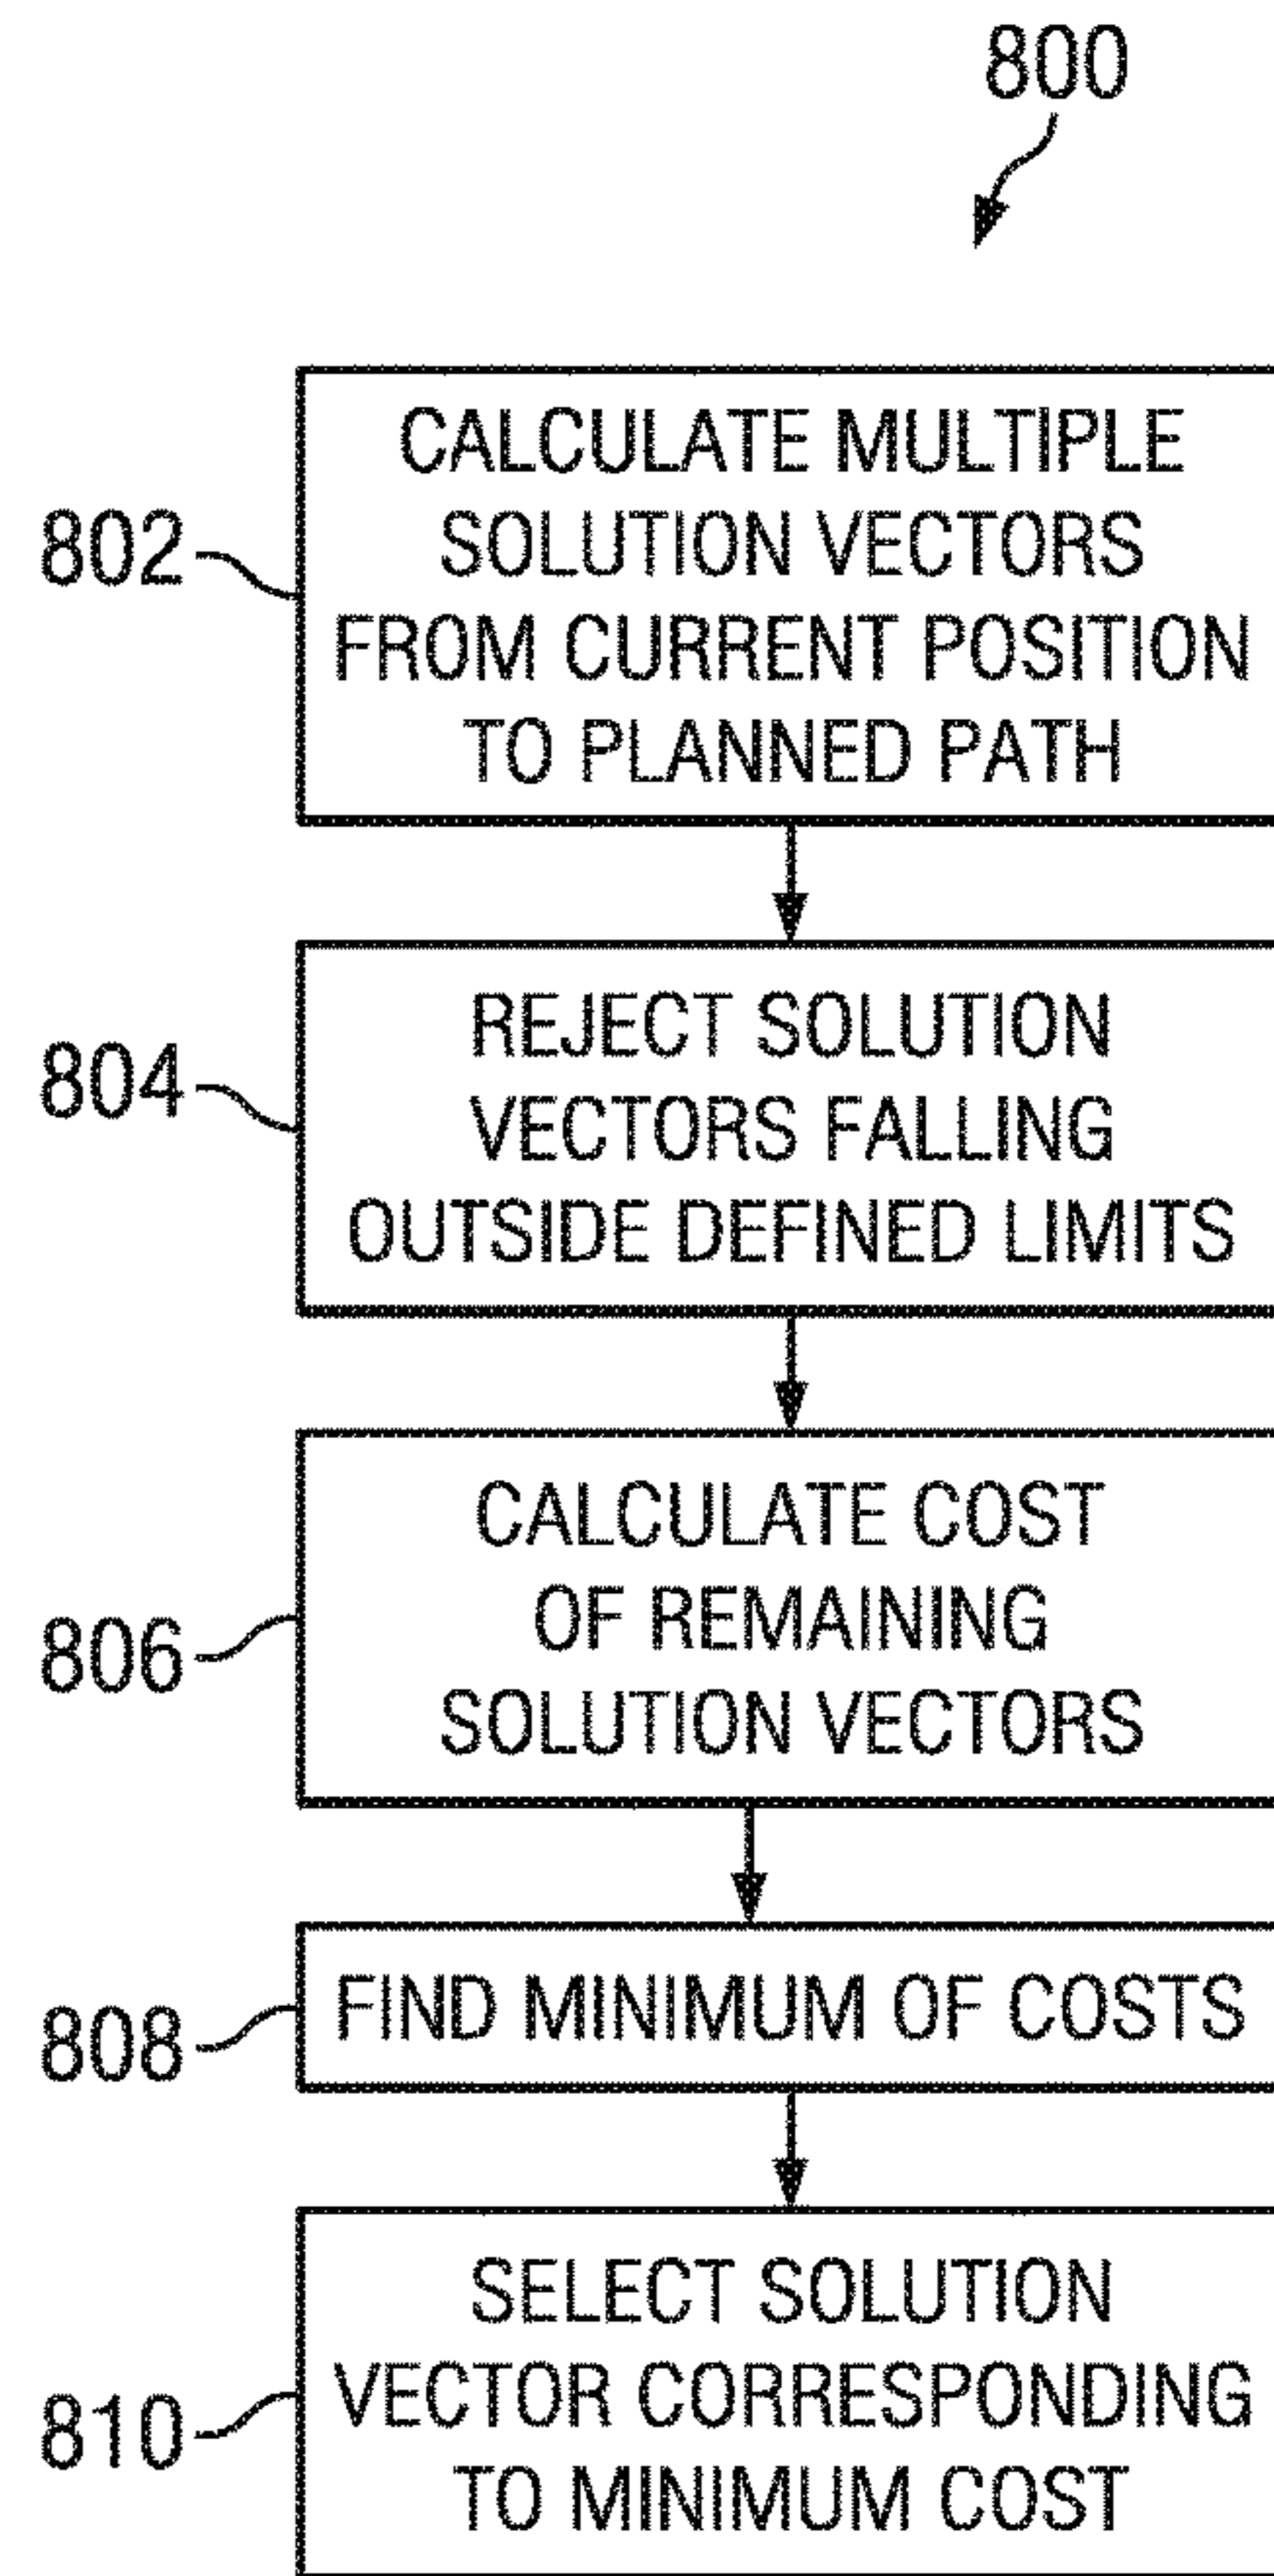 800
802
CALCULATE MULTIPLE
SOLUTION VECTORS
FROM CURRENT POSITION
TO PLANNED PATH
804
REJECT SOLUTION
VECTORS FALLING
OUTSIDE DEFINED LIMITS
806
CALCULATE COST
OF REMAINING
SOLUTION VECTORS
808
FIND MINIMUM OF COSTS
810
SELECT SOLUTION
VECTOR CORRESPONDING
TO MINIMUM COST